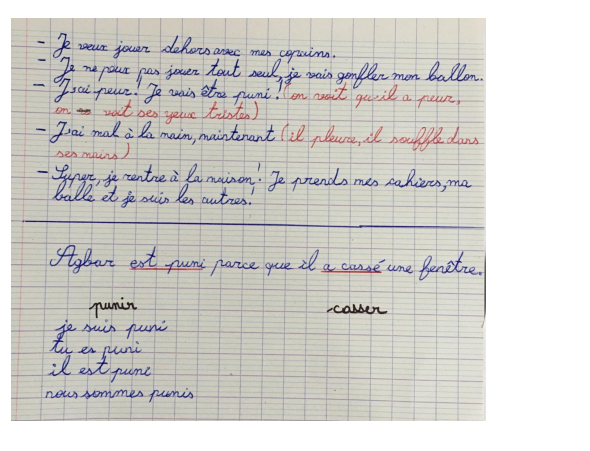 - Je veux jouer dehors avec mes copains.
- Je ne peux pas jouer tout seul, je vais gonfler mon ballon.
- J'ai peur! Je vais être puni! (on voit qu'il a peur,
on voit ses yeux tristes)
- J'ai mal à la main, maintenant (il pleure, il souffle dans
ses mains)
- Super, je rentre à la maison! Je prends mes cahiers, ma
balle et je suis les autres!
Agbar est puni parce que il a cassé une fenêtre.
punir casser
je suis puni
tu es puni
il est puni
nous sommes punis